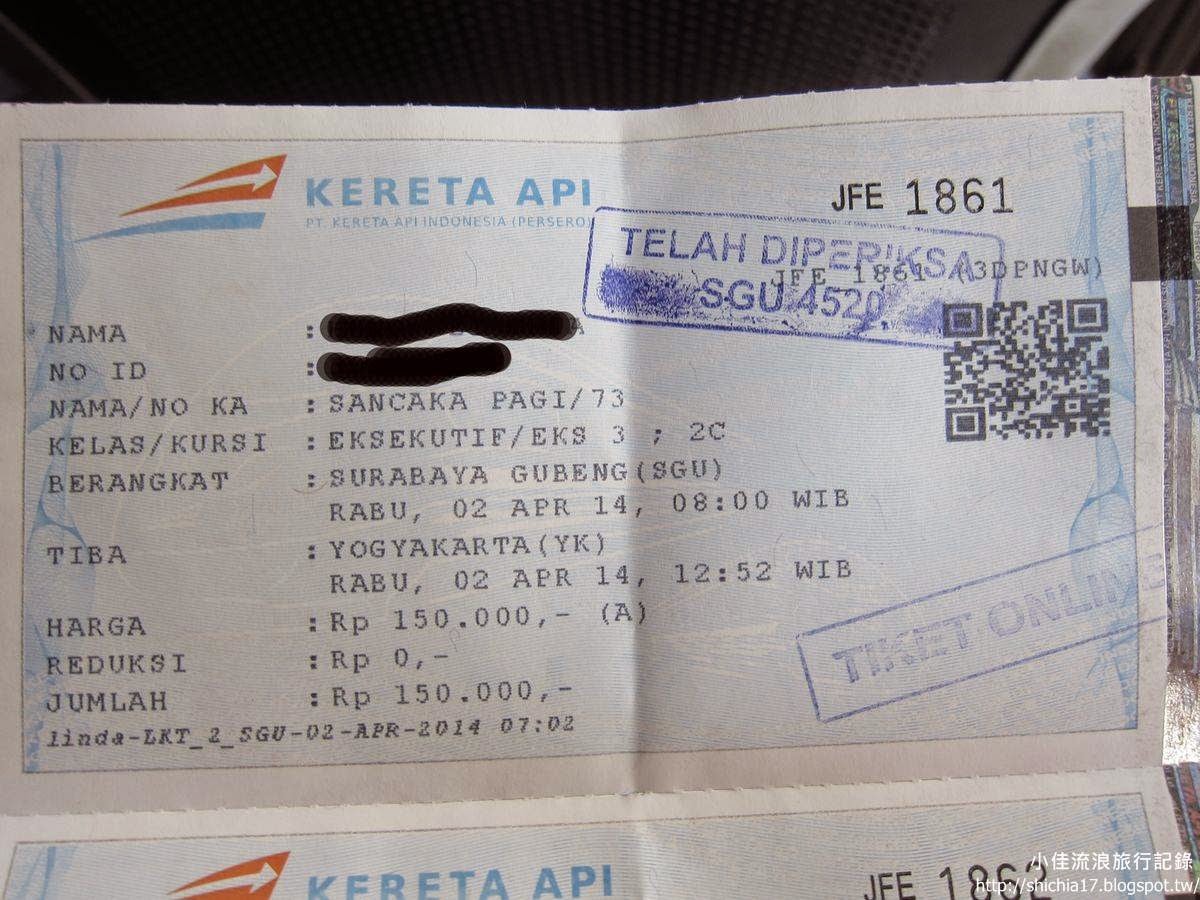 KERETA API
PT. KERETA API INDONESIA (PERSERO)
JFE 1861
TELAH DIPERIKSA
SGU 4520
JFE 1861 (3DPNGW)
NAMA :
NO ID :
NAMA/NO KA : SANCAKA PAGI/73
KELAS/KURSI : EKSEKUTIF/EKS 3 ; 2C
BERANGKAT : SURABAYA GUBENG(SGU)
RABU, 02 APR 14, 08:00 WIB
TIBA : YOGYAKARTA(YK)
RABU, 02 APR 14, 12:52 WIB
HARGA : Rp 150.000,- (A)
REDUKSI : Rp 0,-
JUMLAH : Rp 150.000,-
linda-LKT_2_SGU-02-APR-2014 07:02
TIKET ONLINE
KERETA API
JFE 1862
小佳流浪旅行記錄
http://shichia17.blogspot.tw/